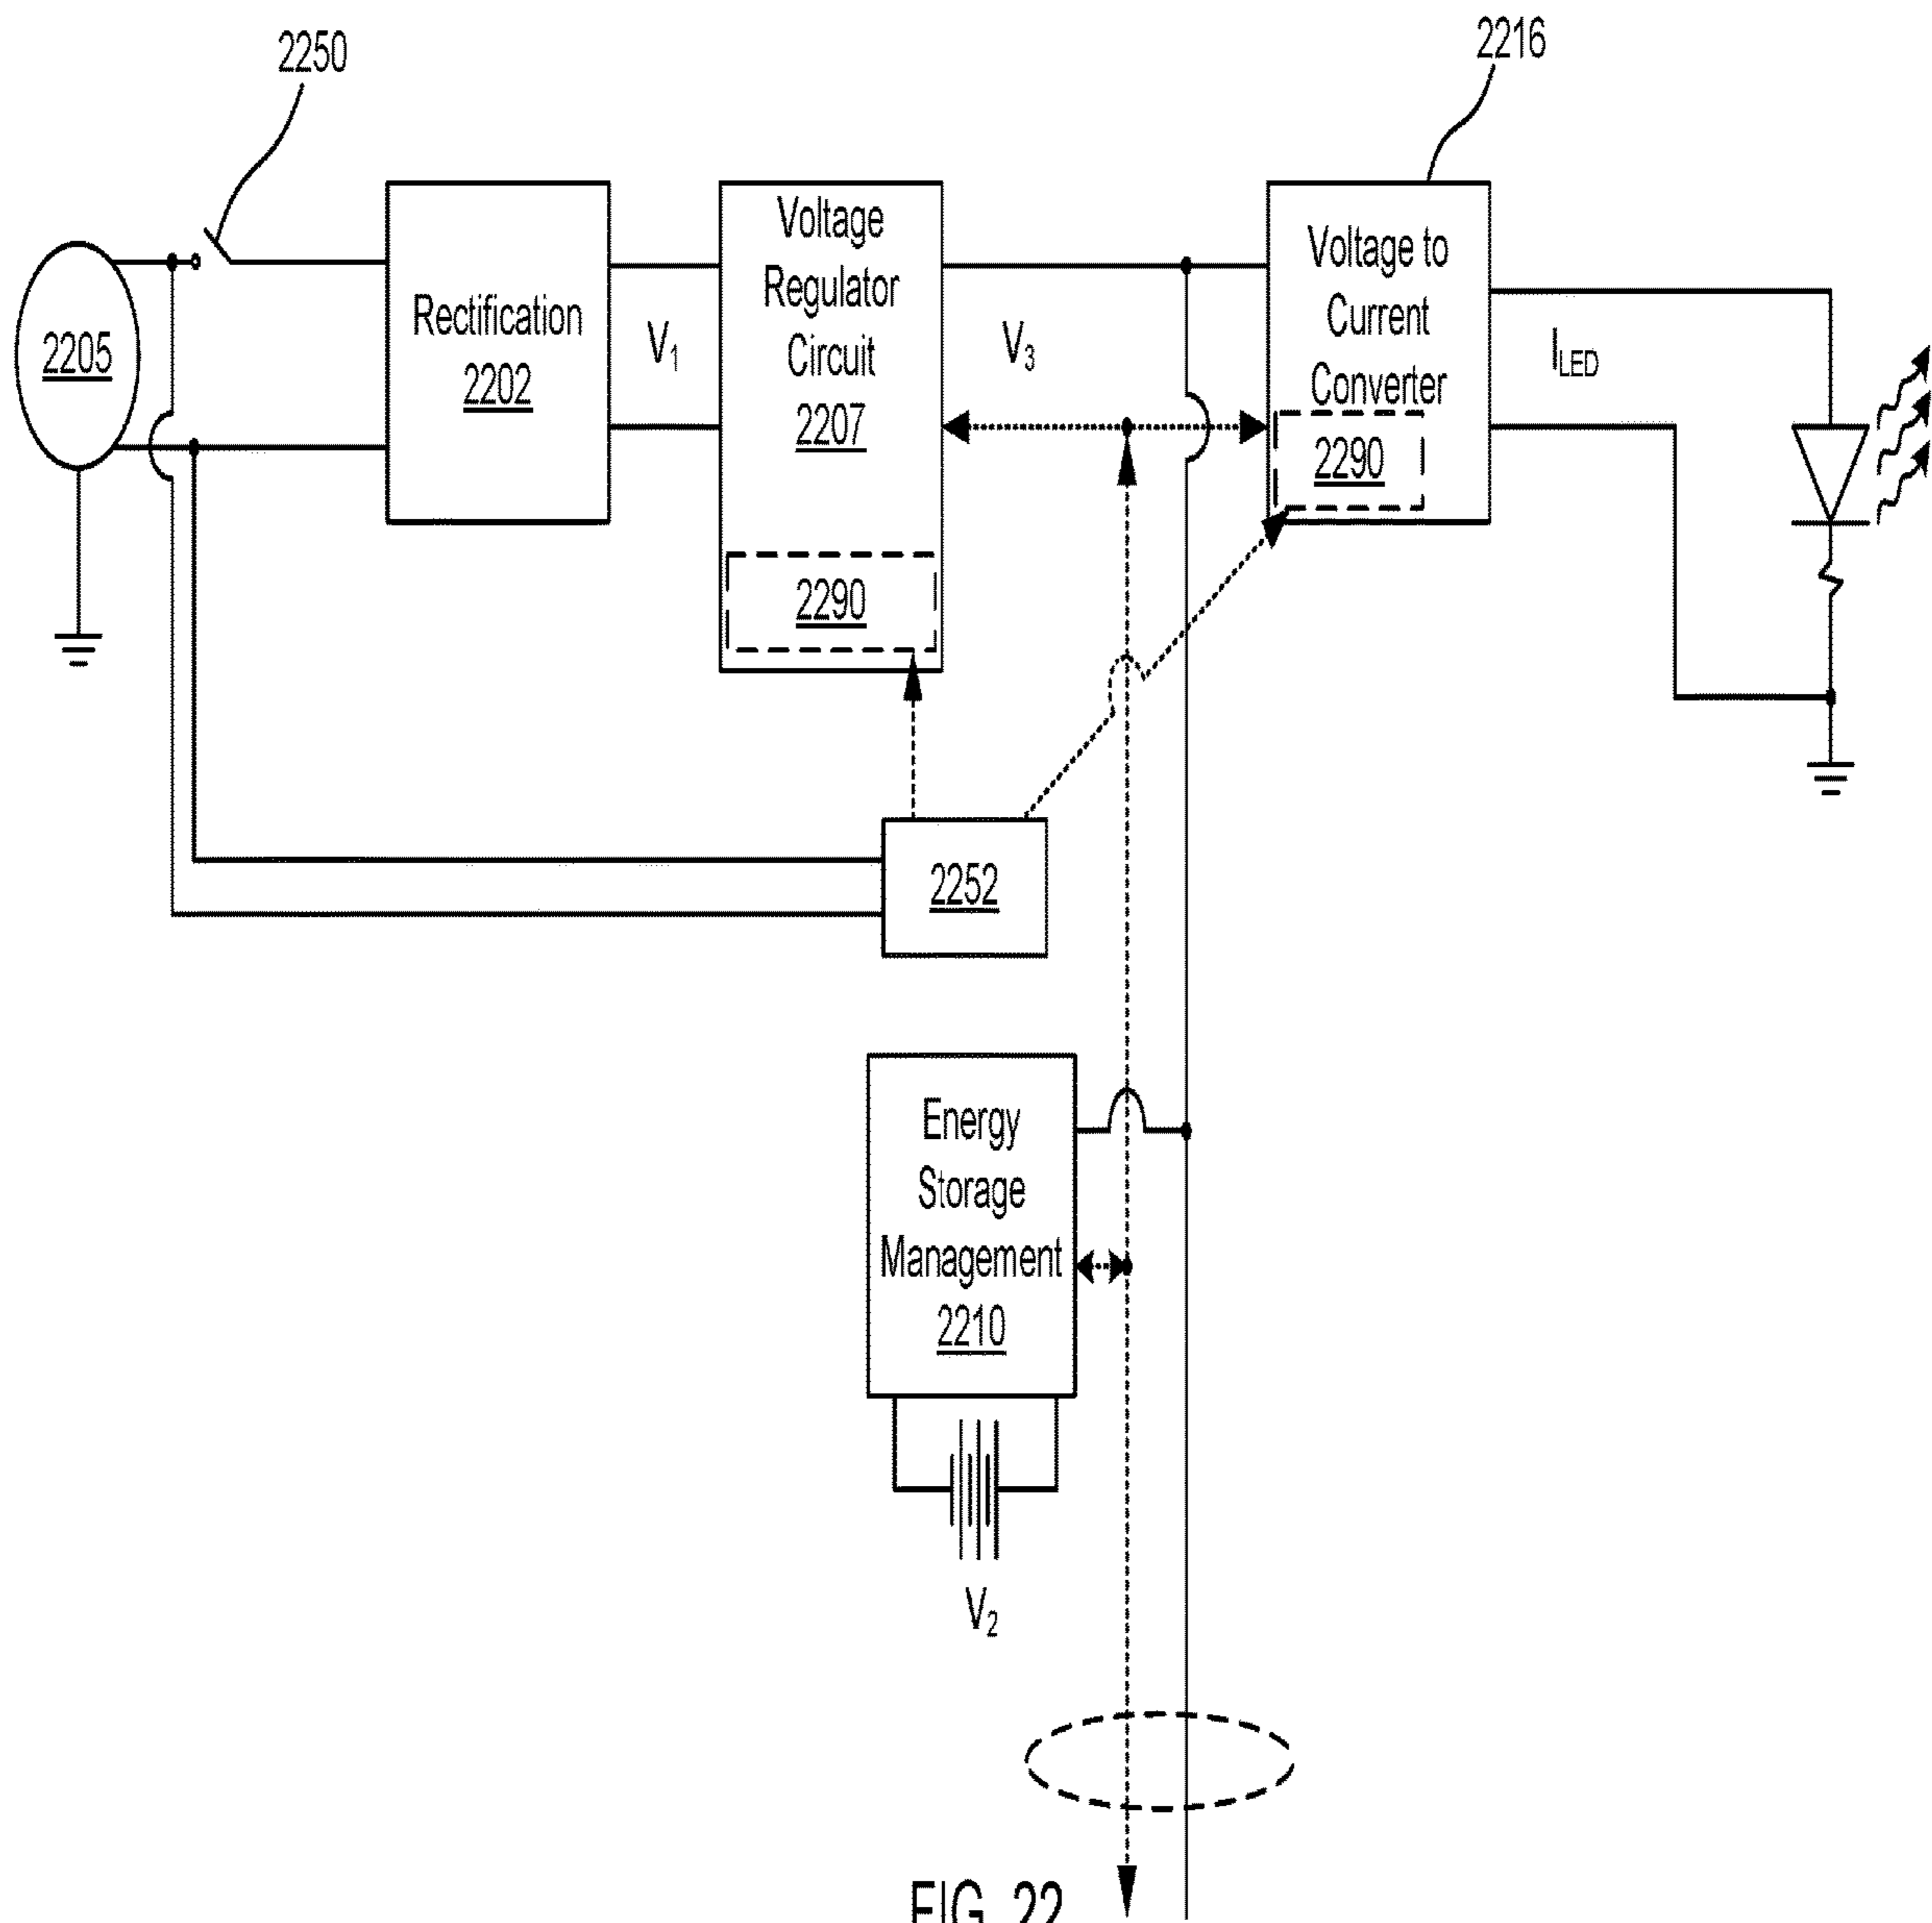 2250
2216
2205
Rectification
2202
V₁
Voltage
Regulator
Circuit
2207
2290
V₃
Voltage to
Current
Converter
2290
I_LED
2252
Energy
Storage
Management
2210
V₂
FIG. 22